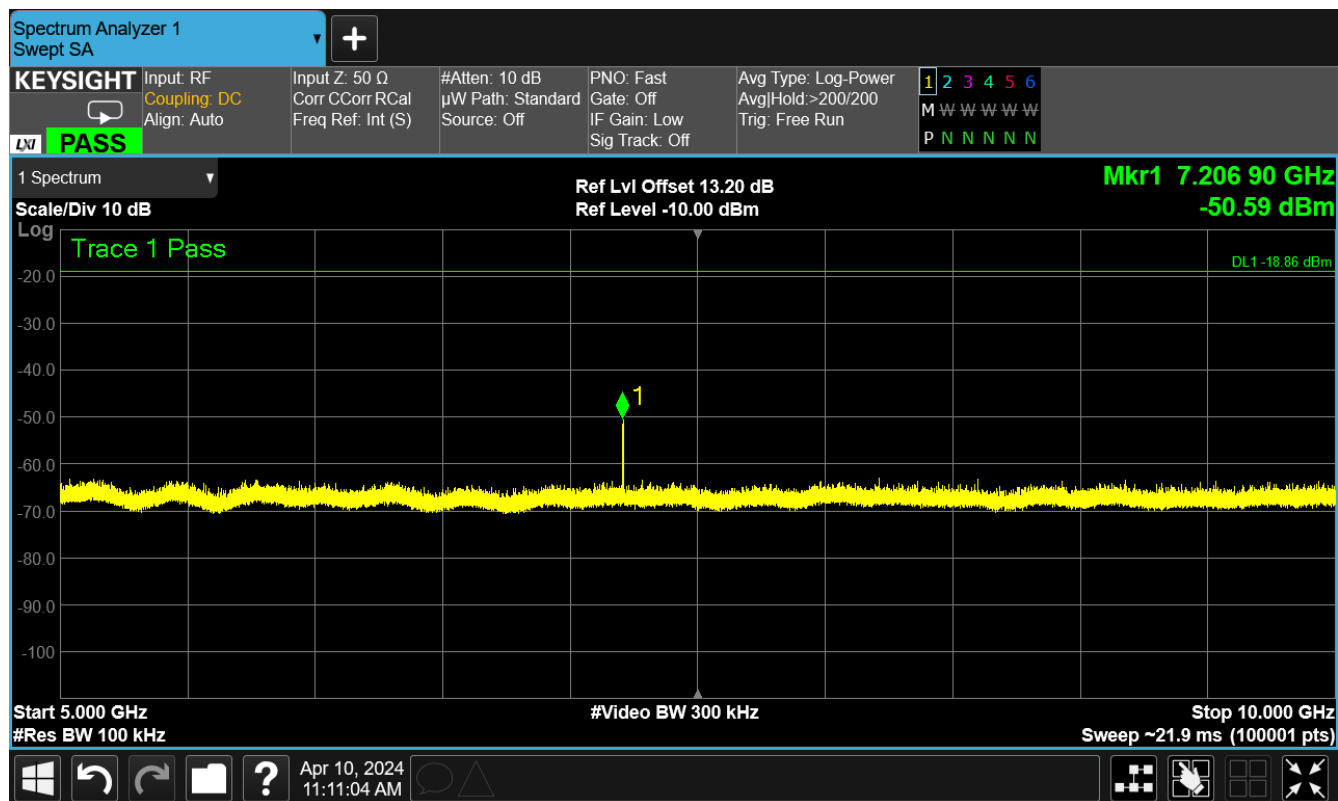 Spectrum Analyzer 1
Swept SA
KEYSIGHT
LXI PASS
Input: RF
Coupling: DC
Align: Auto
Input Z: 50 Ω
Corr CCorr RCal
Freq Ref: Int (S)
#Atten: 10 dB
µW Path: Standard
Source: Off
PNO: Fast
Gate: Off
IF Gain: Low
Sig Track: Off
Avg Type: Log-Power
Avg|Hold:>200/200
Trig: Free Run
1 2 3 4 5 6
M W W W W W
P N N N N N
1 Spectrum
Scale/Div 10 dB
Ref Lvl Offset 13.20 dB
Ref Level -10.00 dBm
Mkr1 7.206 90 GHz
-50.59 dBm
Log
Trace 1 Pass
DL1 -18.86 dBm
-20.0
-30.0
-40.0
1
-50.0
-60.0
-70.0
-80.0
-90.0
-100
Start 5.000 GHz
#Video BW 300 kHz
Stop 10.000 GHz
#Res BW 100 kHz
Sweep ~21.9 ms (100001 pts)
?
Apr 10, 2024
11:11:04 AM